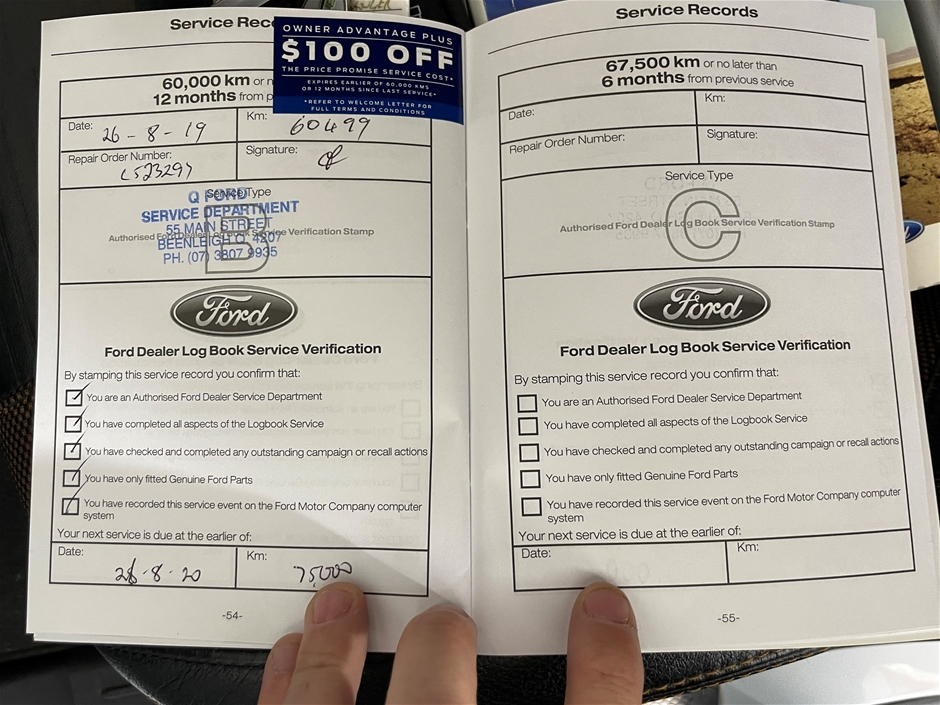 Service Rec
OWNER ADVANTAGE PLUS
$100 OFF
THE PRICE PROMISE SERVICE COST*
EXPIRES EARLIER OF 60,000 KMS
OR 12 MONTHS SINCE LAST SERVICE*
*REFER TO WELCOME LETTER FOR
FULL TERMS AND CONDITIONS
60,000 km or n
12 months from p
Date: 26-8-19
Km: 60499
Repair Order Number:
Signature:
Service Type
Q FORD
SERVICE DEPARTMENT
55 MAIN STREET
BEENLEIGH Q. 4207
PH. (07) 3807 9935
B
Authorised Ford Dealer Log Book Service Verification Stamp
Ford
Ford Dealer Log Book Service Verification
By stamping this service record you confirm that:
You are an Authorised Ford Dealer Service Department
You have completed all aspects of the Logbook Service
You have checked and completed any outstanding campaign or recall actions
You have only fitted Genuine Ford Parts
You have recorded this service event on the Ford Motor Company computer
system
Your next service is due at the earlier of:
Date: 26-8-20
Km: 75,000
-54-
Service Records
67,500 km or no later than
6 months from previous service
Date:
Km:
Repair Order Number:
Signature:
Service Type
C
Authorised Ford Dealer Log Book Service Verification Stamp
Ford
Ford Dealer Log Book Service Verification
By stamping this service record you confirm that:
You are an Authorised Ford Dealer Service Department
You have completed all aspects of the Logbook Service
You have checked and completed any outstanding campaign or recall actions
You have only fitted Genuine Ford Parts
You have recorded this service event on the Ford Motor Company computer
system
Your next service is due at the earlier of:
Date:
Km:
-55-